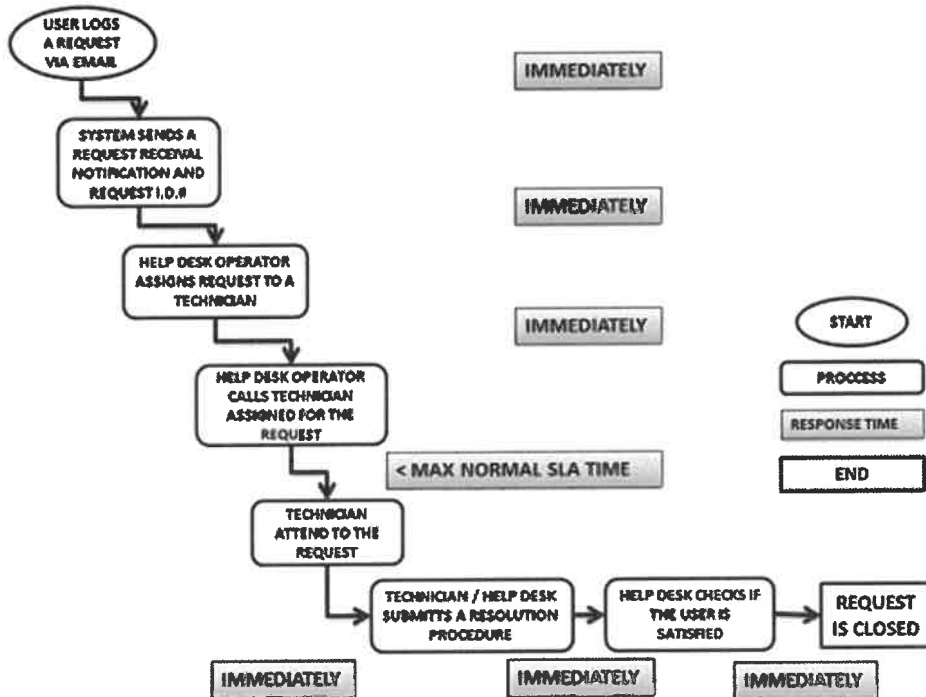 USER LOGS
A REQUEST
VIA EMAIL
IMMEDIATELY
SYSTEM SENDS A
REQUEST RECEIVAL
NOTIFICATION AND
REQUEST I.D.#
IMMEDIATELY
HELP DESK OPERATOR
ASSIGNS REQUEST TO A
TECHNICIAN
IMMEDIATELY
START
HELP DESK OPERATOR
CALLS TECHNICIAN
ASSIGNED FOR THE
REQUEST
PROCCESS
RESPONSE TIME
< MAX NORMAL SLA TIME
END
TECHNICIAN
ATTEND TO THE
REQUEST
TECHNICIAN / HELP DESK
SUBMITTS A RESOLUTION
PROCEDURE
HELP DESK CHECKS IF
THE USER IS
SATISFIED
REQUEST
IS CLOSED
IMMEDIATELY
IMMEDIATELY
IMMEDIATELY